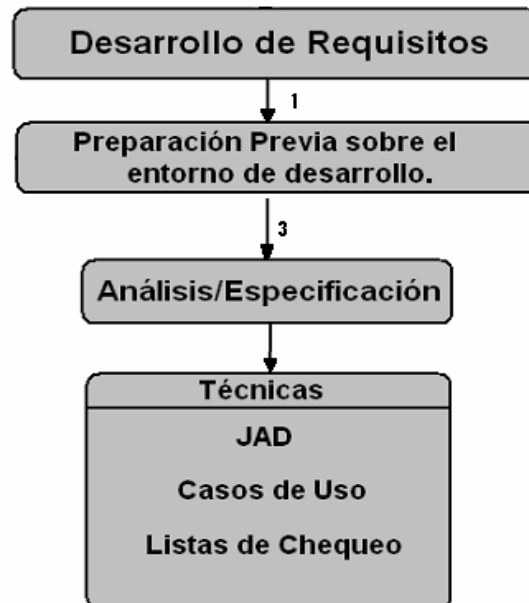 Desarrollo de Requisitos
1
Preparación Previa sobre el
entorno de desarrollo.
3
Análisis/Especificación
Técnicas
JAD
Casos de Uso
Listas de Chequeo